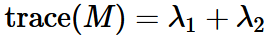 trace(M) = λ₁ + λ₂